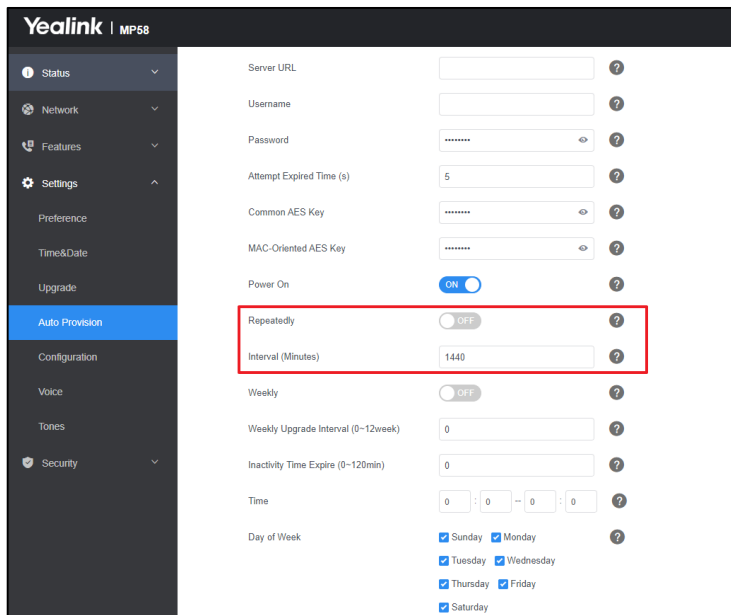 Yealink | MP58
Status
Network
Features
Settings
Preference
Time&Date
Upgrade
Auto Provision
Configuration
Voice
Tones
Security
Server URL
Username
Password ••••••••
Attempt Expired Time (s) 5
Common AES Key ••••••••
MAC-Oriented AES Key ••••••••
Power On ON
Repeatedly OFF
Interval (Minutes) 1440
Weekly OFF
Weekly Upgrade Interval (0~12week) 0
Inactivity Time Expire (0~120min) 0
Time 0 : 0 -- 0 : 0
Day of Week Sunday Monday
Tuesday Wednesday
Thursday Friday
Saturday